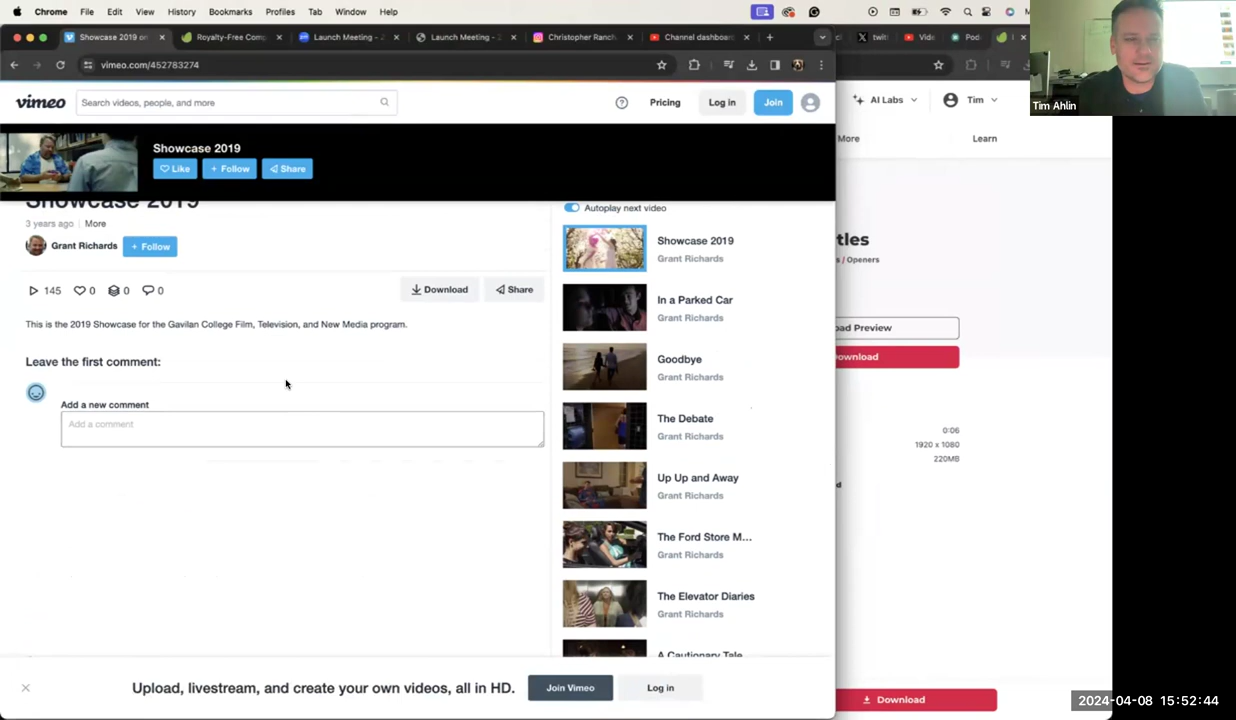 Chrome File Edit View History Bookmarks Profiles Tab Window Help
Showcase 2019 on
Royalty-Free Comp
Launch Meeting -
Launch Meeting -
Christopher Ranch
Channel dashboar
twit
Vide
Pod
vimeo.com/452783274
vimeo
Search videos, people, and more
Pricing
Log in
Join
AI Labs
Tim
Tim Ahlin
More
Learn
Showcase 2019
Like
+ Follow
Share
Showcase 2019
3 years ago More
Grant Richards
+ Follow
145 0 0 0
Download
Share
This is the 2019 Showcase for the Gavilan College Film, Television, and New Media program.
Leave the first comment:
Add a new comment
Add a comment
Autoplay next video
Showcase 2019
Grant Richards
In a Parked Car
Grant Richards
Goodbye
Grant Richards
The Debate
Grant Richards
Up Up and Away
Grant Richards
The Ford Store M...
Grant Richards
The Elevator Diaries
Grant Richards
A Cautionary Tale
tles
s / Openers
oad Preview
ownload
0:06
1920 x 1080
220MB
d
Upload, livestream, and create your own videos, all in HD.
Join Vimeo
Log in
Download
2024-04-08 15:52:44